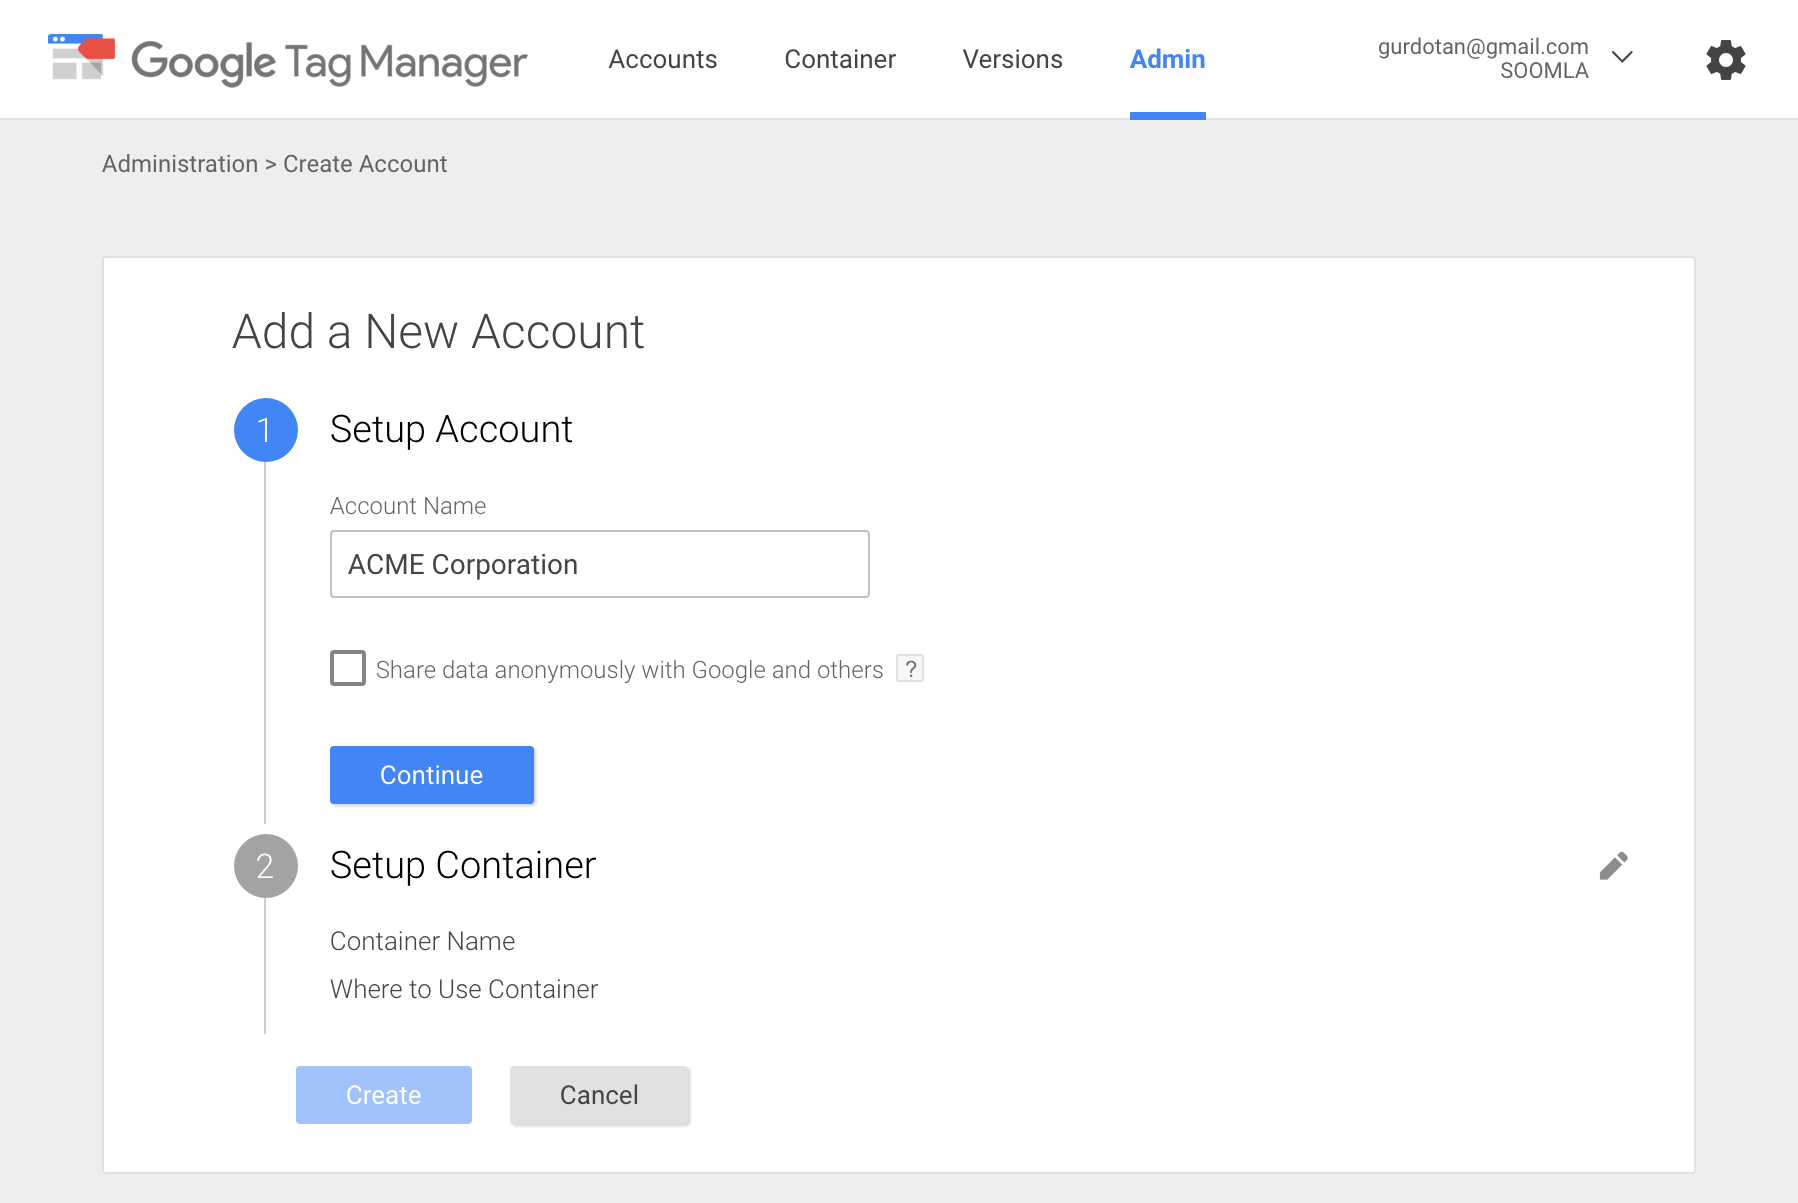 Google Tag Manager
Accounts
Container
Versions
Admin
gurdotan@gmail.com
SOOMLA
Administration > Create Account
Add a New Account
1
Setup Account
Account Name
ACME Corporation
Share data anonymously with Google and others ?
Continue
2
Setup Container
Container Name
Where to Use Container
Create
Cancel